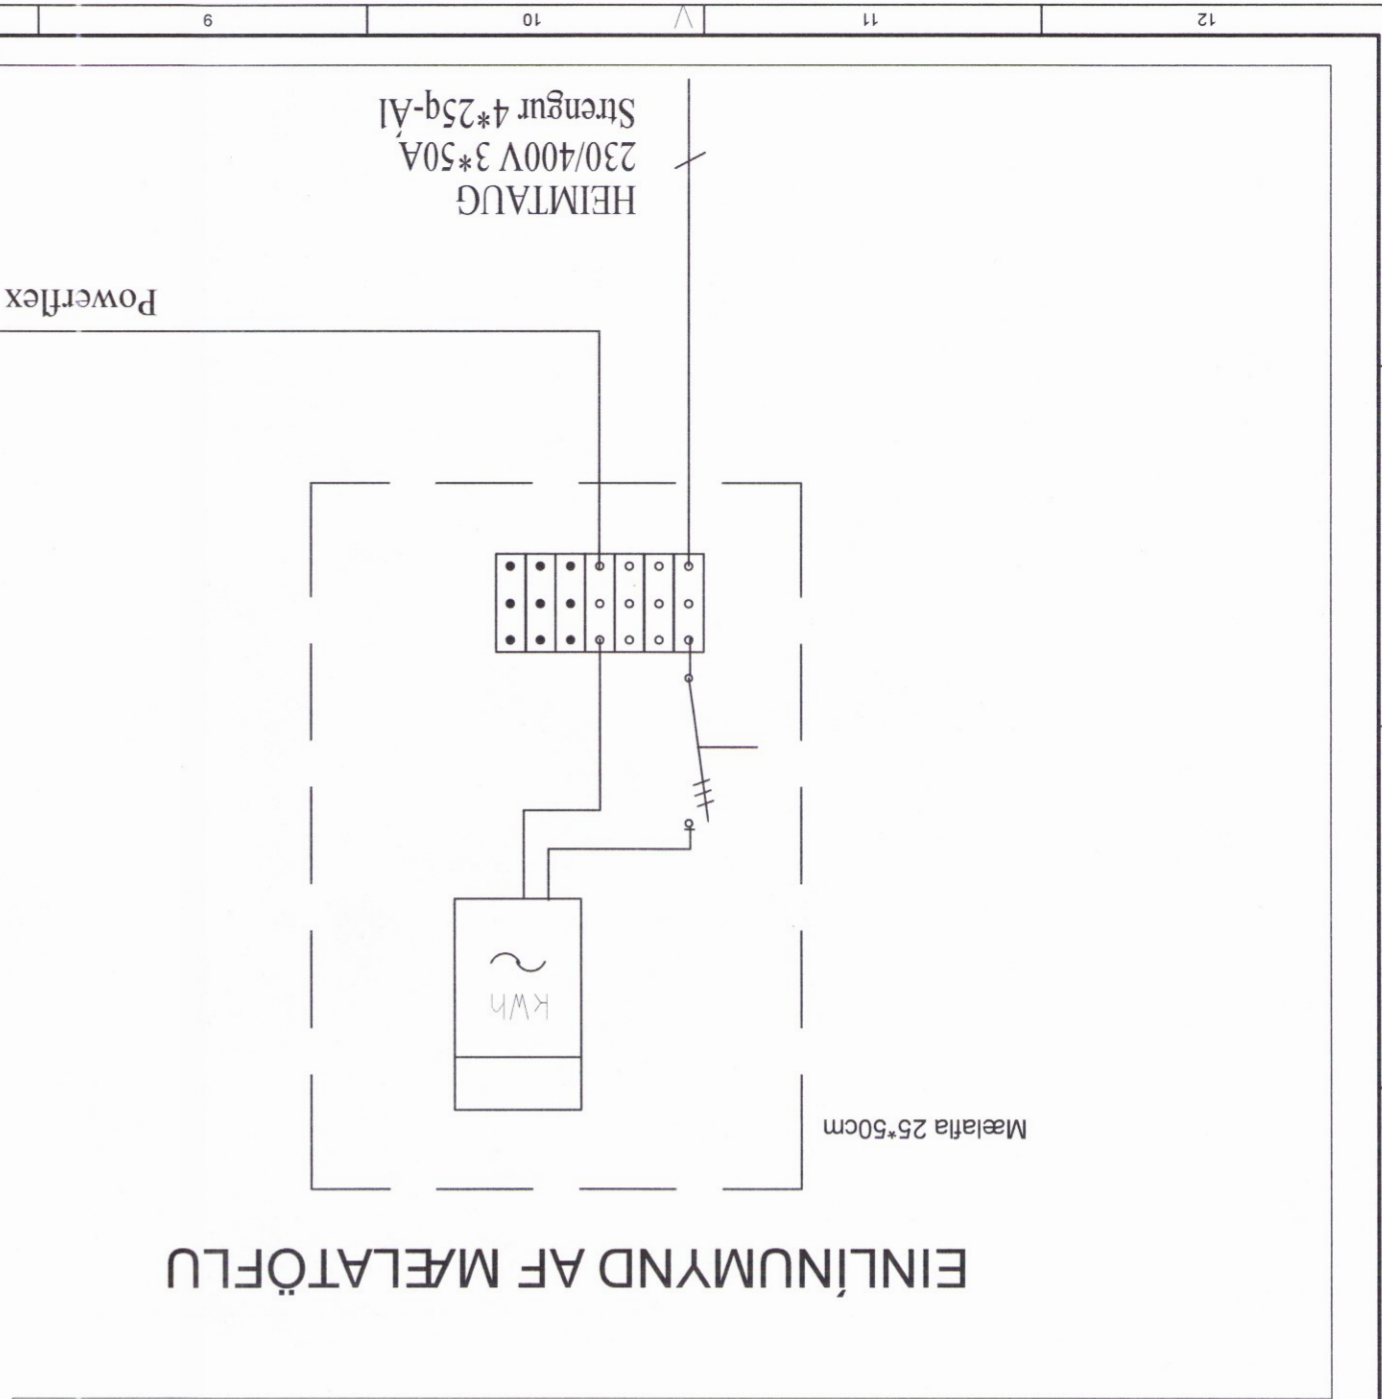 EINLÍNUMYND AF MÆLATÖFLU
Mælafla 25*50cm
kWh
Powerflex
HEIMTAUG
230/400V 3*50A
Strengur 4*25q-Ál
12
11
10
9